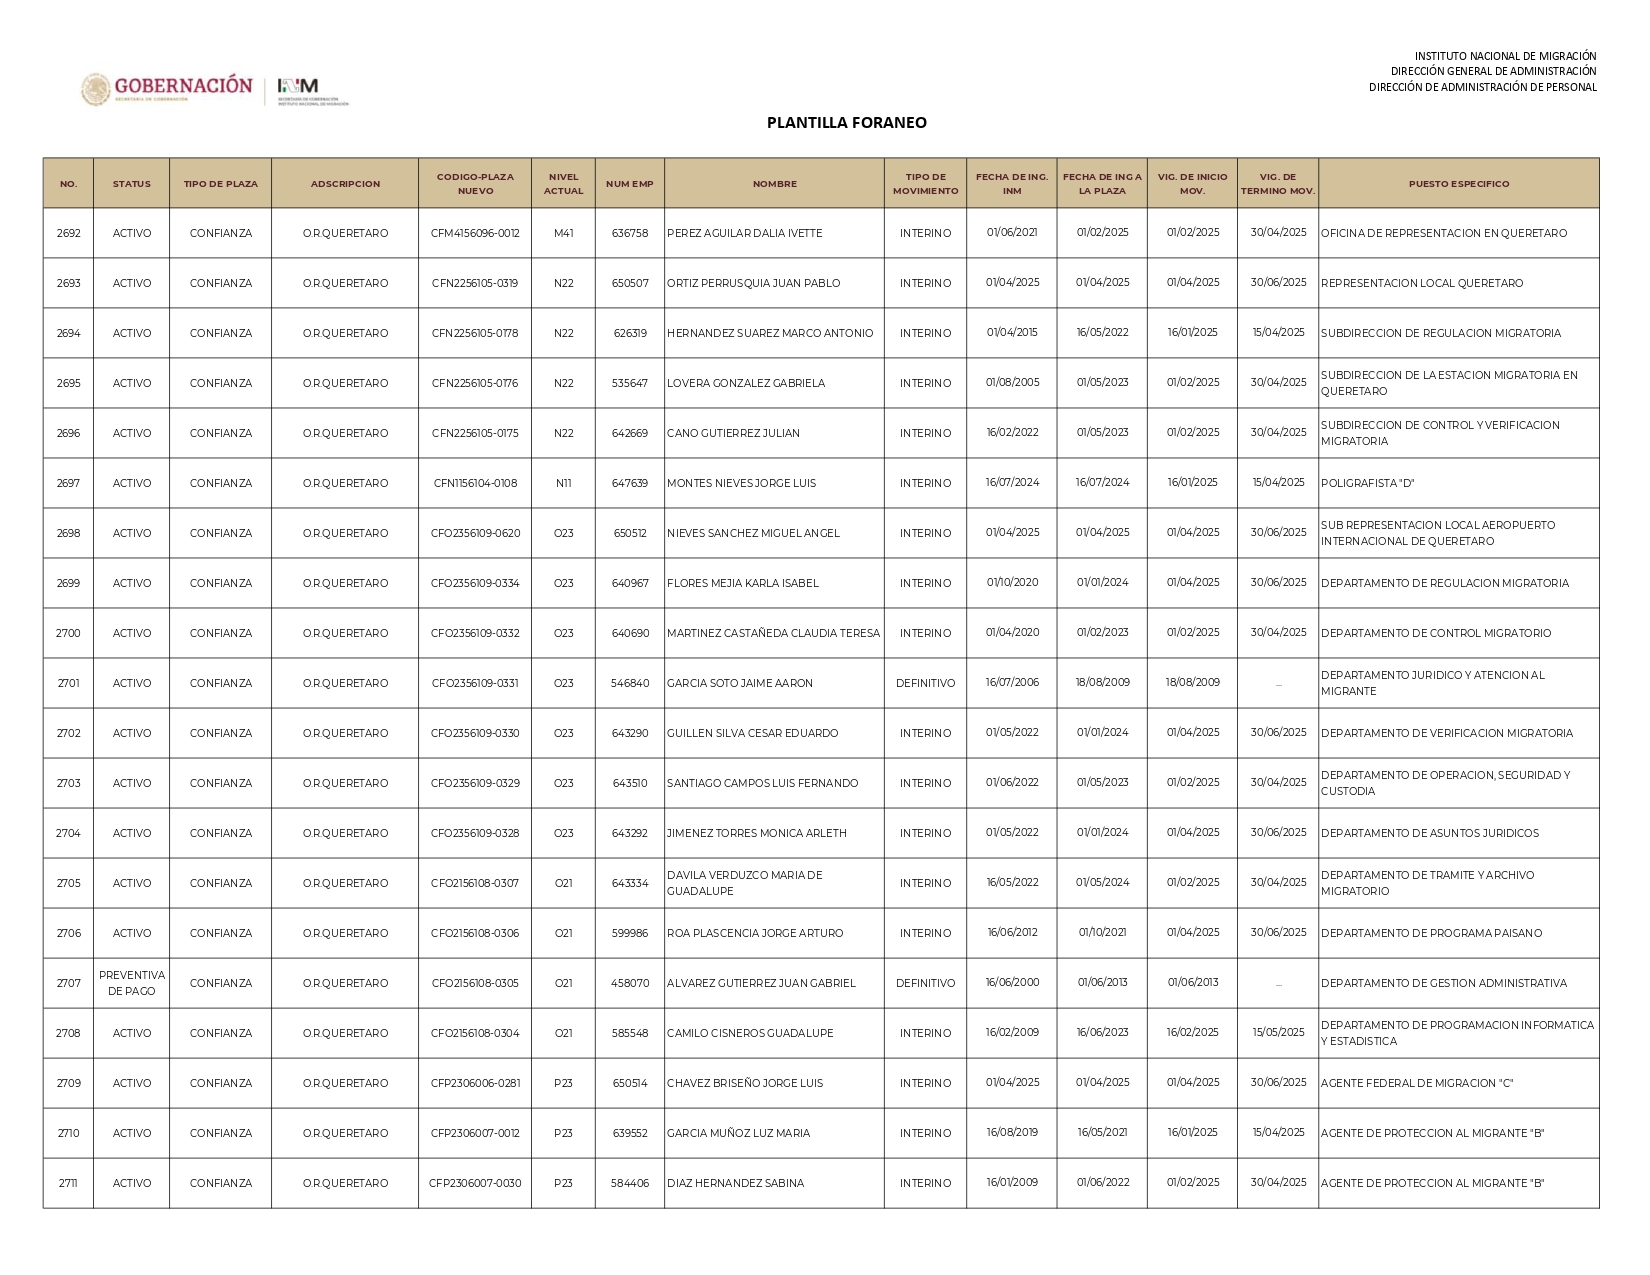 INSTITUTO NACIONAL DE MIGRACIÓN
DIRECCIÓN GENERAL DE ADMINISTRACIÓN
DIRECCIÓN DE ADMINISTRACIÓN DE PERSONAL
GOBERNACIÓN INM
SECRETARÍA DE GOBERNACIÓN SECRETARÍA DE GOBERNACIÓN
INSTITUTO NACIONAL DE MIGRACIÓN
PLANTILLA FORANEO
NO. STATUS TIPO DE PLAZA ADSCRIPCION CODIGO-PLAZA NUEVO NIVEL ACTUAL NUM EMP NOMBRE TIPO DE MOVIMIENTO FECHA DE ING. INM FECHA DE ING A LA PLAZA VIG. DE INICIO MOV. VIG. DE TERMINO MOV. PUESTO ESPECIFICO
2692 ACTIVO CONFIANZA O.R.QUERETARO CFM4156096-0012 M41 636758 PEREZ AGUILAR DALIA IVETTE INTERINO 01/06/2021 01/02/2025 01/02/2025 30/04/2025 OFICINA DE REPRESENTACION EN QUERETARO
2693 ACTIVO CONFIANZA O.R.QUERETARO CFN2256105-0319 N22 650507 ORTIZ PERRUSQUIA JUAN PABLO INTERINO 01/04/2025 01/04/2025 01/04/2025 30/06/2025 REPRESENTACION LOCAL QUERETARO
2694 ACTIVO CONFIANZA O.R.QUERETARO CFN2256105-0178 N22 626319 HERNANDEZ SUAREZ MARCO ANTONIO INTERINO 01/04/2015 16/05/2022 16/01/2025 15/04/2025 SUBDIRECCION DE REGULACION MIGRATORIA
2695 ACTIVO CONFIANZA O.R.QUERETARO CFN2256105-0176 N22 535647 LOVERA GONZALEZ GABRIELA INTERINO 01/08/2005 01/05/2023 01/02/2025 30/04/2025 SUBDIRECCION DE LA ESTACION MIGRATORIA EN
QUERETARO
2696 ACTIVO CONFIANZA O.R.QUERETARO CFN2256105-0175 N22 642669 CANO GUTIERREZ JULIAN INTERINO 16/02/2022 01/05/2023 01/02/2025 30/04/2025 SUBDIRECCION DE CONTROL Y VERIFICACION
MIGRATORIA
2697 ACTIVO CONFIANZA O.R.QUERETARO CFN1156104-0108 N11 647639 MONTES NIEVES JORGE LUIS INTERINO 16/07/2024 16/07/2024 16/01/2025 15/04/2025 POLIGRAFISTA "D"
2698 ACTIVO CONFIANZA O.R.QUERETARO CFO2356109-0620 O23 650512 NIEVES SANCHEZ MIGUEL ANGEL INTERINO 01/04/2025 01/04/2025 01/04/2025 30/06/2025 SUB REPRESENTACION LOCAL AEROPUERTO
INTERNACIONAL DE QUERETARO
2699 ACTIVO CONFIANZA O.R.QUERETARO CFO2356109-0334 O23 640967 FLORES MEJIA KARLA ISABEL INTERINO 01/10/2020 01/01/2024 01/04/2025 30/06/2025 DEPARTAMENTO DE REGULACION MIGRATORIA
2700 ACTIVO CONFIANZA O.R.QUERETARO CFO2356109-0332 O23 640690 MARTINEZ CASTAÑEDA CLAUDIA TERESA INTERINO 01/04/2020 01/02/2023 01/02/2025 30/04/2025 DEPARTAMENTO DE CONTROL MIGRATORIO
2701 ACTIVO CONFIANZA O.R.QUERETARO CFO2356109-0331 O23 546840 GARCIA SOTO JAIME AARON DEFINITIVO 16/07/2006 18/08/2009 18/08/2009 ... DEPARTAMENTO JURIDICO Y ATENCION AL
MIGRANTE
2702 ACTIVO CONFIANZA O.R.QUERETARO CFO2356109-0330 O23 643290 GUILLEN SILVA CESAR EDUARDO INTERINO 01/05/2022 01/01/2024 01/04/2025 30/06/2025 DEPARTAMENTO DE VERIFICACION MIGRATORIA
2703 ACTIVO CONFIANZA O.R.QUERETARO CFO2356109-0329 O23 643510 SANTIAGO CAMPOS LUIS FERNANDO INTERINO 01/06/2022 01/05/2023 01/02/2025 30/04/2025 DEPARTAMENTO DE OPERACION, SEGURIDAD Y
CUSTODIA
2704 ACTIVO CONFIANZA O.R.QUERETARO CFO2356109-0328 O23 643292 JIMENEZ TORRES MONICA ARLETH INTERINO 01/05/2022 01/01/2024 01/04/2025 30/06/2025 DEPARTAMENTO DE ASUNTOS JURIDICOS
2705 ACTIVO CONFIANZA O.R.QUERETARO CFO2156108-0307 O21 643334 DAVILA VERDUZCO MARIA DE GUADALUPE INTERINO 16/05/2022 01/05/2024 01/02/2025 30/04/2025 DEPARTAMENTO DE TRAMITE Y ARCHIVO
MIGRATORIO
2706 ACTIVO CONFIANZA O.R.QUERETARO CFO2156108-0306 O21 599986 ROA PLASCENCIA JORGE ARTURO INTERINO 16/06/2012 01/10/2021 01/04/2025 30/06/2025 DEPARTAMENTO DE PROGRAMA PAISANO
2707 PREVENTIVA DE PAGO CONFIANZA O.R.QUERETARO CFO2156108-0305 O21 458070 ALVAREZ GUTIERREZ JUAN GABRIEL DEFINITIVO 16/06/2000 01/06/2013 01/06/2013 ... DEPARTAMENTO DE GESTION ADMINISTRATIVA
2708 ACTIVO CONFIANZA O.R.QUERETARO CFO2156108-0304 O21 585548 CAMILO CISNEROS GUADALUPE INTERINO 16/02/2009 16/06/2023 16/02/2025 15/05/2025 DEPARTAMENTO DE PROGRAMACION INFORMATICA
Y ESTADISTICA
2709 ACTIVO CONFIANZA O.R.QUERETARO CFP2306006-0281 P23 650514 CHAVEZ BRISEÑO JORGE LUIS INTERINO 01/04/2025 01/04/2025 01/04/2025 30/06/2025 AGENTE FEDERAL DE MIGRACION "C"
2710 ACTIVO CONFIANZA O.R.QUERETARO CFP2306007-0012 P23 639552 GARCIA MUÑOZ LUZ MARIA INTERINO 16/08/2019 16/05/2021 16/01/2025 15/04/2025 AGENTE DE PROTECCION AL MIGRANTE "B"
2711 ACTIVO CONFIANZA O.R.QUERETARO CFP2306007-0030 P23 584406 DIAZ HERNANDEZ SABINA INTERINO 16/01/2009 01/06/2022 01/02/2025 30/04/2025 AGENTE DE PROTECCION AL MIGRANTE "B"